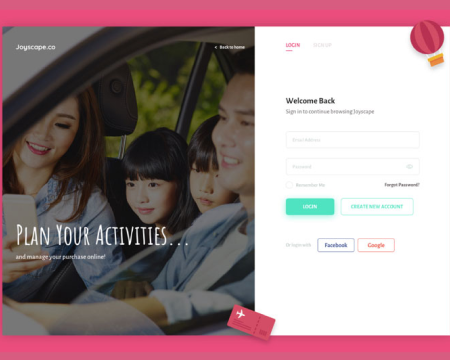 Joyscape.co
< Back to home
LOGIN
SIGNUP
Welcome Back
Sign in to continue browsing Joyscape
Email Address
Password
Remember Me
Forgot Password?
LOGIN
CREATE NEW ACCOUNT
Or login with
Facebook
Google
Plan Your Activities...
and manage your purchase online!